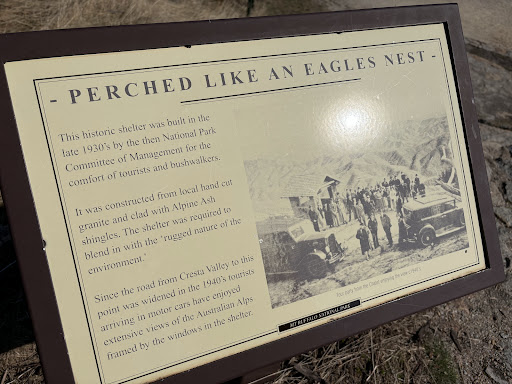 - PERCHED LIKE AN EAGLES NEST -
This historic shelter was built in the
late 1930's by the then National Park
Committee of Management for the
comfort of tourists and bushwalkers.
It was constructed from local hand cut
granite and clad with Alpine Ash
shingles. The shelter was required to
blend in with the 'rugged nature of the
environment.'
Since the road from Cresta Valley to this
point was widened in the 1940's tourists
arriving in motor cars have enjoyed
extensive views of the Australian Alps
framed by the windows in the shelter.
MT BUFFALO NATIONAL PARK